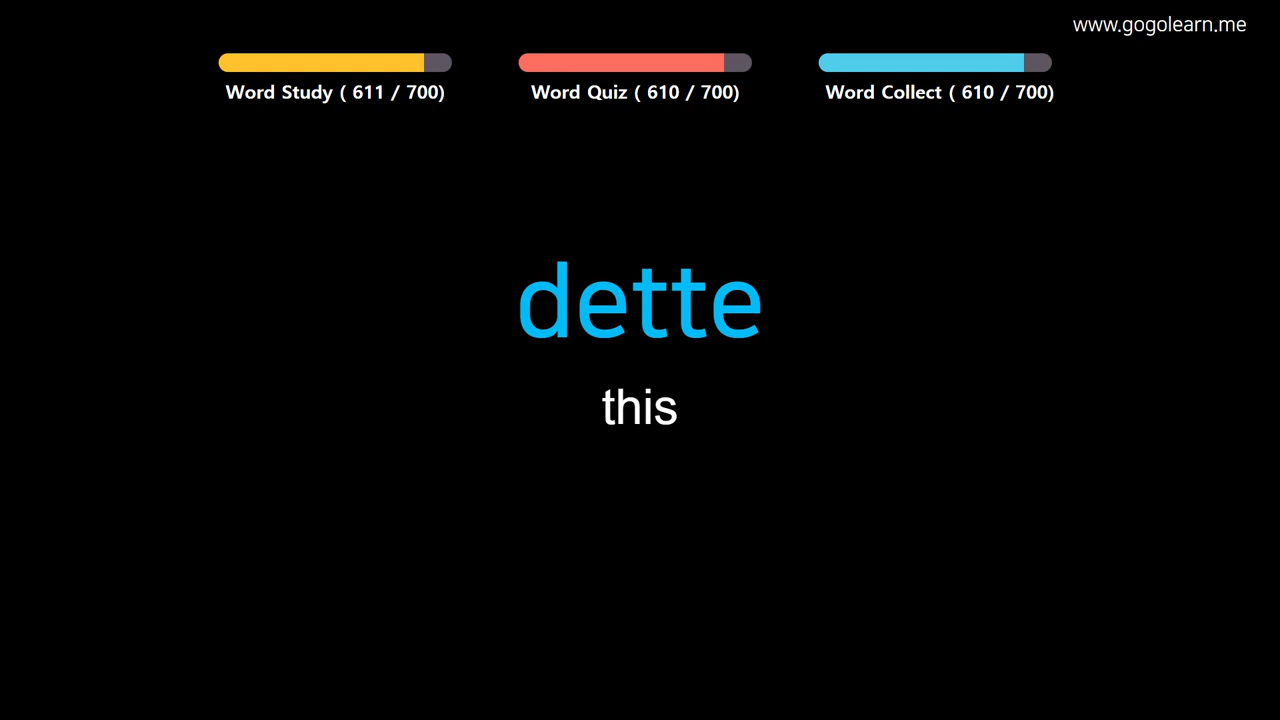 www.gogolearn.me
Word Study ( 611 / 700)
Word Quiz ( 610 / 700)
Word Collect ( 610 / 700)
dette
this